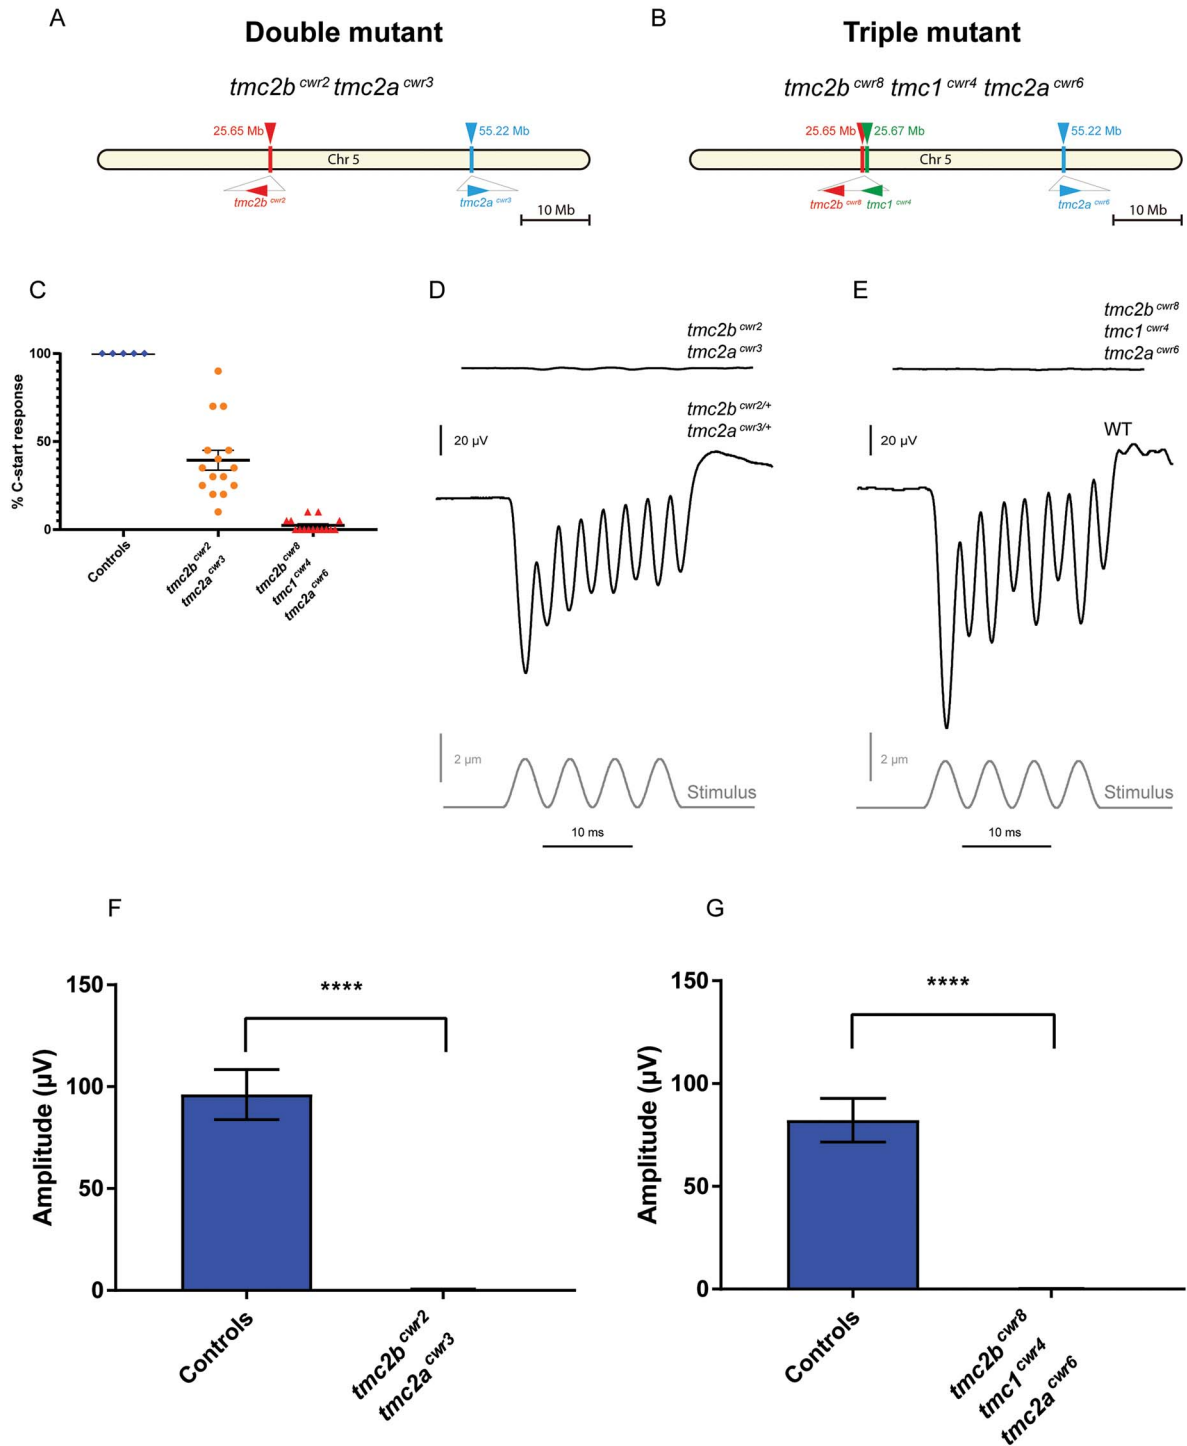 A
Double mutant
tmc2b cwr2 tmc2a cwr3
25.65 Mb
55.22 Mb
Chr 5
tmc2b cwr2
tmc2a cwr3
10 Mb
B
Triple mutant
tmc2b cwr8 tmc1 cwr4 tmc2a cwr6
25.65 Mb
25.67 Mb
55.22 Mb
Chr 5
tmc2b cwr8
tmc1 cwr4
tmc2a cwr6
10 Mb
C
% C-start response
100
50
0
Controls
tmc2b cwr2
tmc2a cwr3
tmc2b cwr8
tmc1 cwr4
tmc2a cwr6
D
tmc2b cwr2
tmc2a cwr3
tmc2b cwr2/+
tmc2a cwr3/+
20 µV
2 µm
Stimulus
10 ms
E
tmc2b cwr8
tmc1 cwr4
tmc2a cwr6
WT
20 µV
2 µm
Stimulus
10 ms
F
Amplitude (µV)
150
100
50
0
****
Controls
tmc2b cwr2
tmc2a cwr3
G
Amplitude (µV)
150
100
50
0
****
Controls
tmc2b cwr8
tmc1 cwr4
tmc2a cwr6